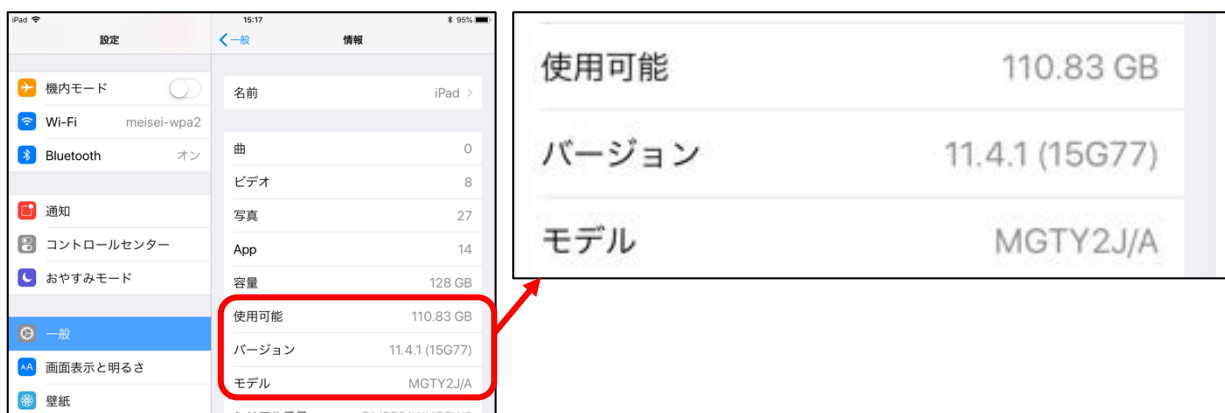 iPad 15:17 95%
設定
機内モード
Wi-Fi meisei-wpa2
Bluetooth オン
通知
コントロールセンター
おやすみモード
一般
画面表示と明るさ
壁紙
一般 情報
名前 iPad
曲 0
ビデオ 8
写真 27
App 14
容量 128 GB
使用可能 110.83 GB
バージョン 11.4.1 (15G77)
モデル MGTY2J/A
使用可能 110.83 GB
バージョン 11.4.1 (15G77)
モデル MGTY2J/A